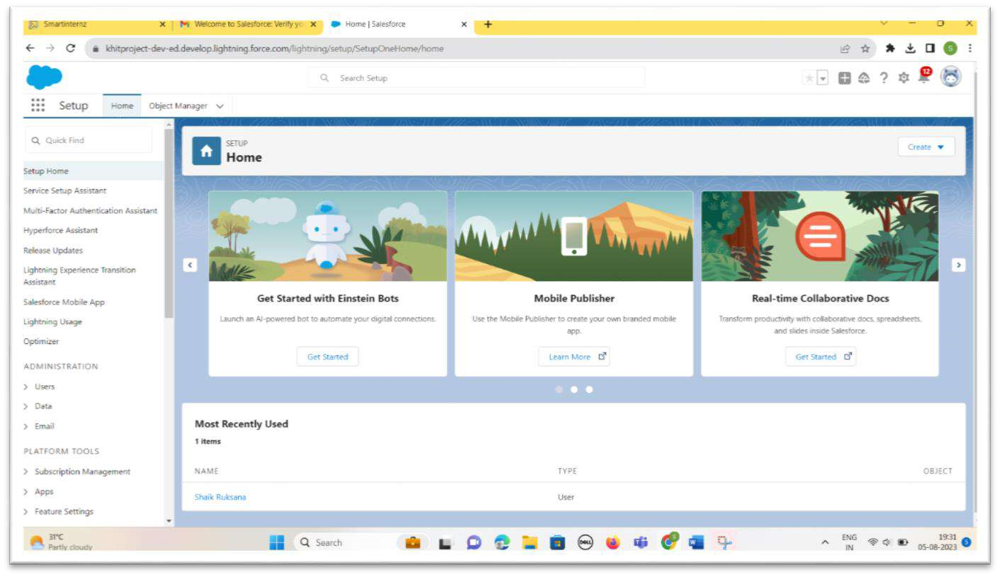 Smartinternz
Welcome to Salesforce: Verify yo
Home | Salesforce
khitproject-dev-ed.develop.lightning.force.com/lightning/setup/SetupOneHome/home
S
Search Setup
12
Setup
Home
Object Manager
Quick Find
Setup Home
Service Setup Assistant
Multi-Factor Authentication Assistant
Hyperforce Assistant
Release Updates
Lightning Experience Transition
Assistant
Salesforce Mobile App
Lightning Usage
Optimizer
ADMINISTRATION
Users
Data
Email
PLATFORM TOOLS
Subscription Management
Apps
Feature Settings
SETUP
Home
Create
Get Started with Einstein Bots
Launch an AI-powered bot to automate your digital connections.
Get Started
Mobile Publisher
Use the Mobile Publisher to create your own branded mobile
app.
Learn More
Real-time Collaborative Docs
Transform productivity with collaborative docs, spreadsheets,
and slides inside Salesforce.
Get Started
Most Recently Used
1 items
NAME TYPE OBJECT
Shaik Ruksana User
31°C
Partly cloudy
Search
DELL
ENG
IN
19:31
05-08-2023
5